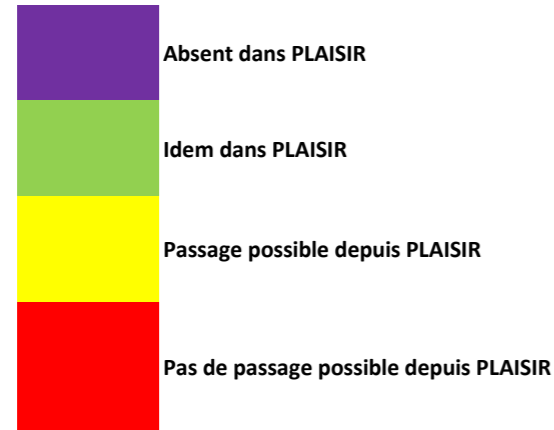 Absent dans PLAISIR
Idem dans PLAISIR
Passage possible depuis PLAISIR
Pas de passage possible depuis PLAISIR